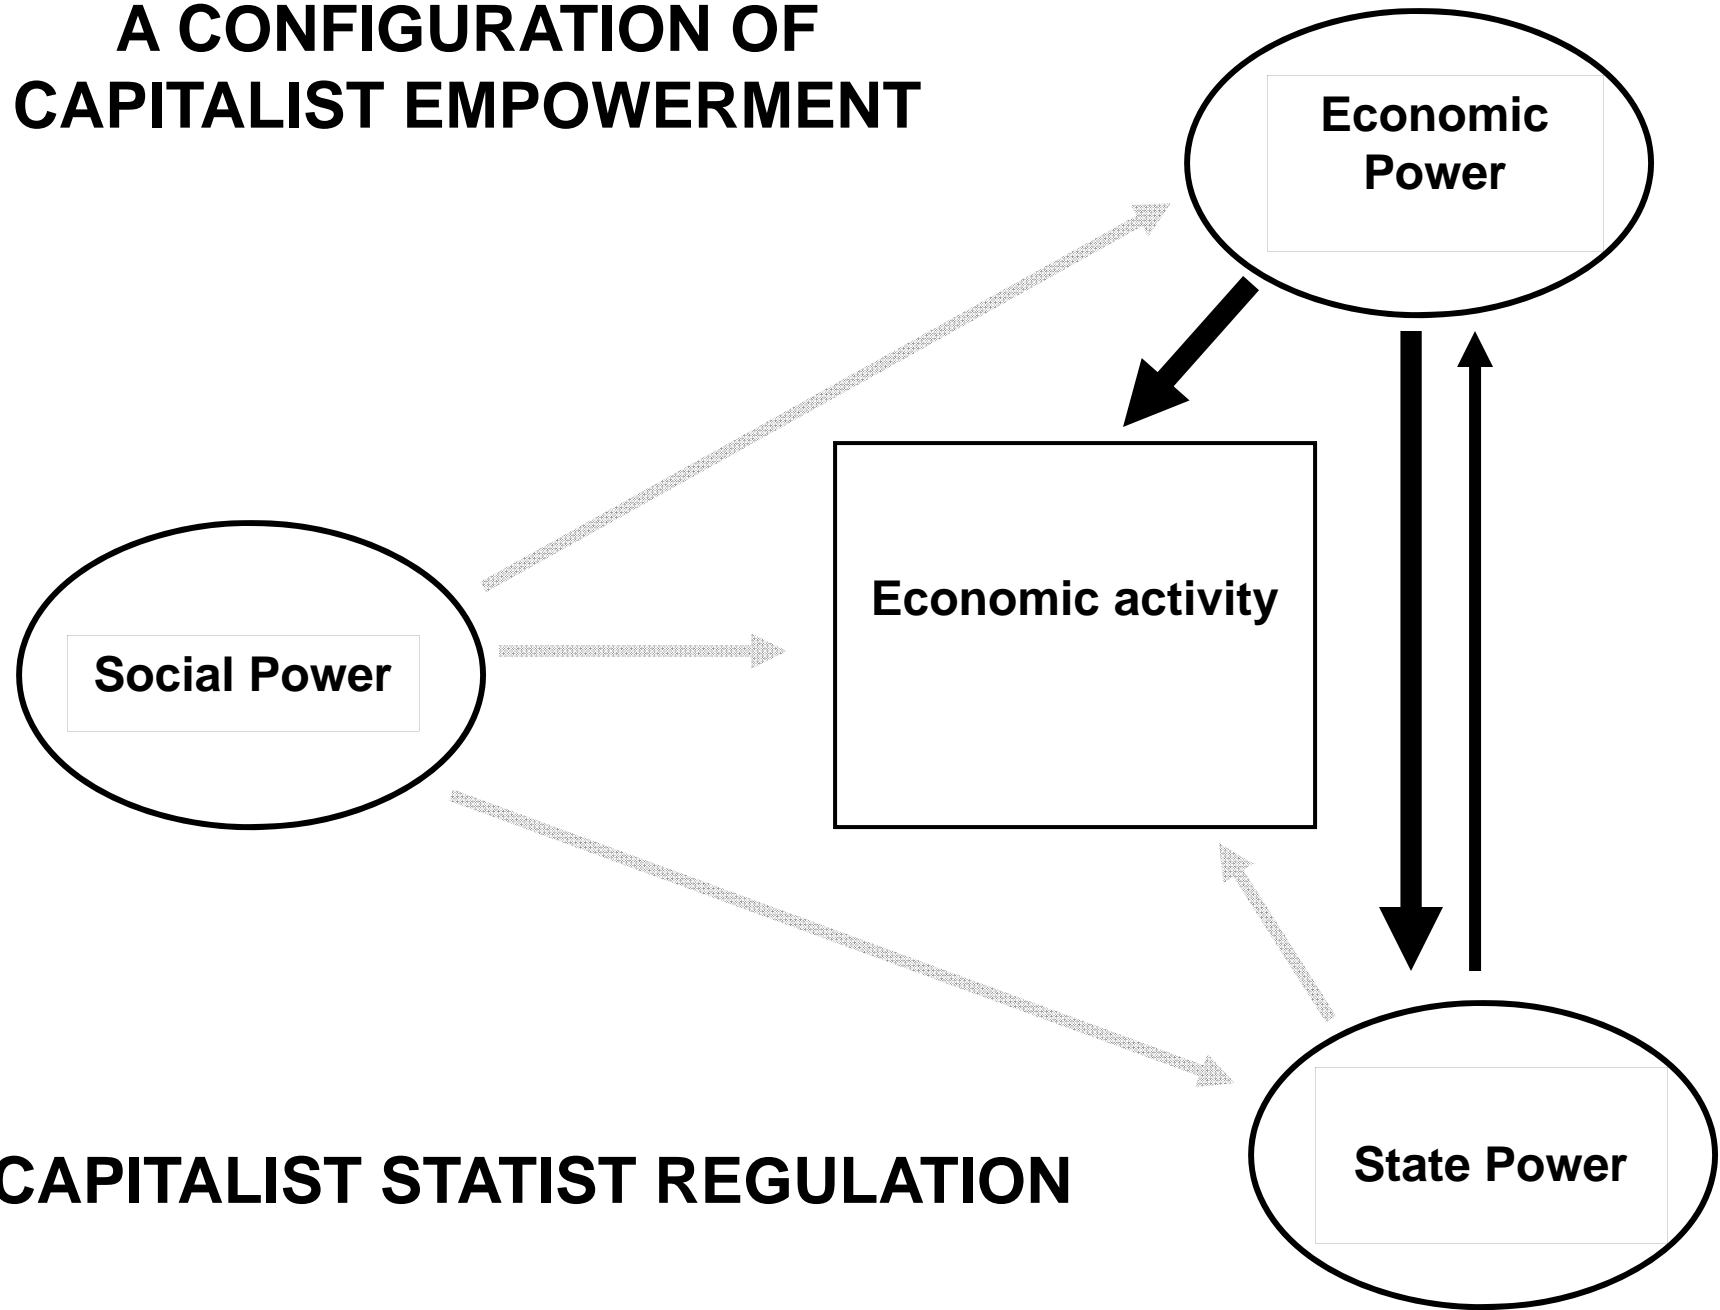 A CONFIGURATION OF
CAPITALIST EMPOWERMENT
Economic
Power
Economic activity
Social Power
State Power
CAPITALIST STATIST REGULATION